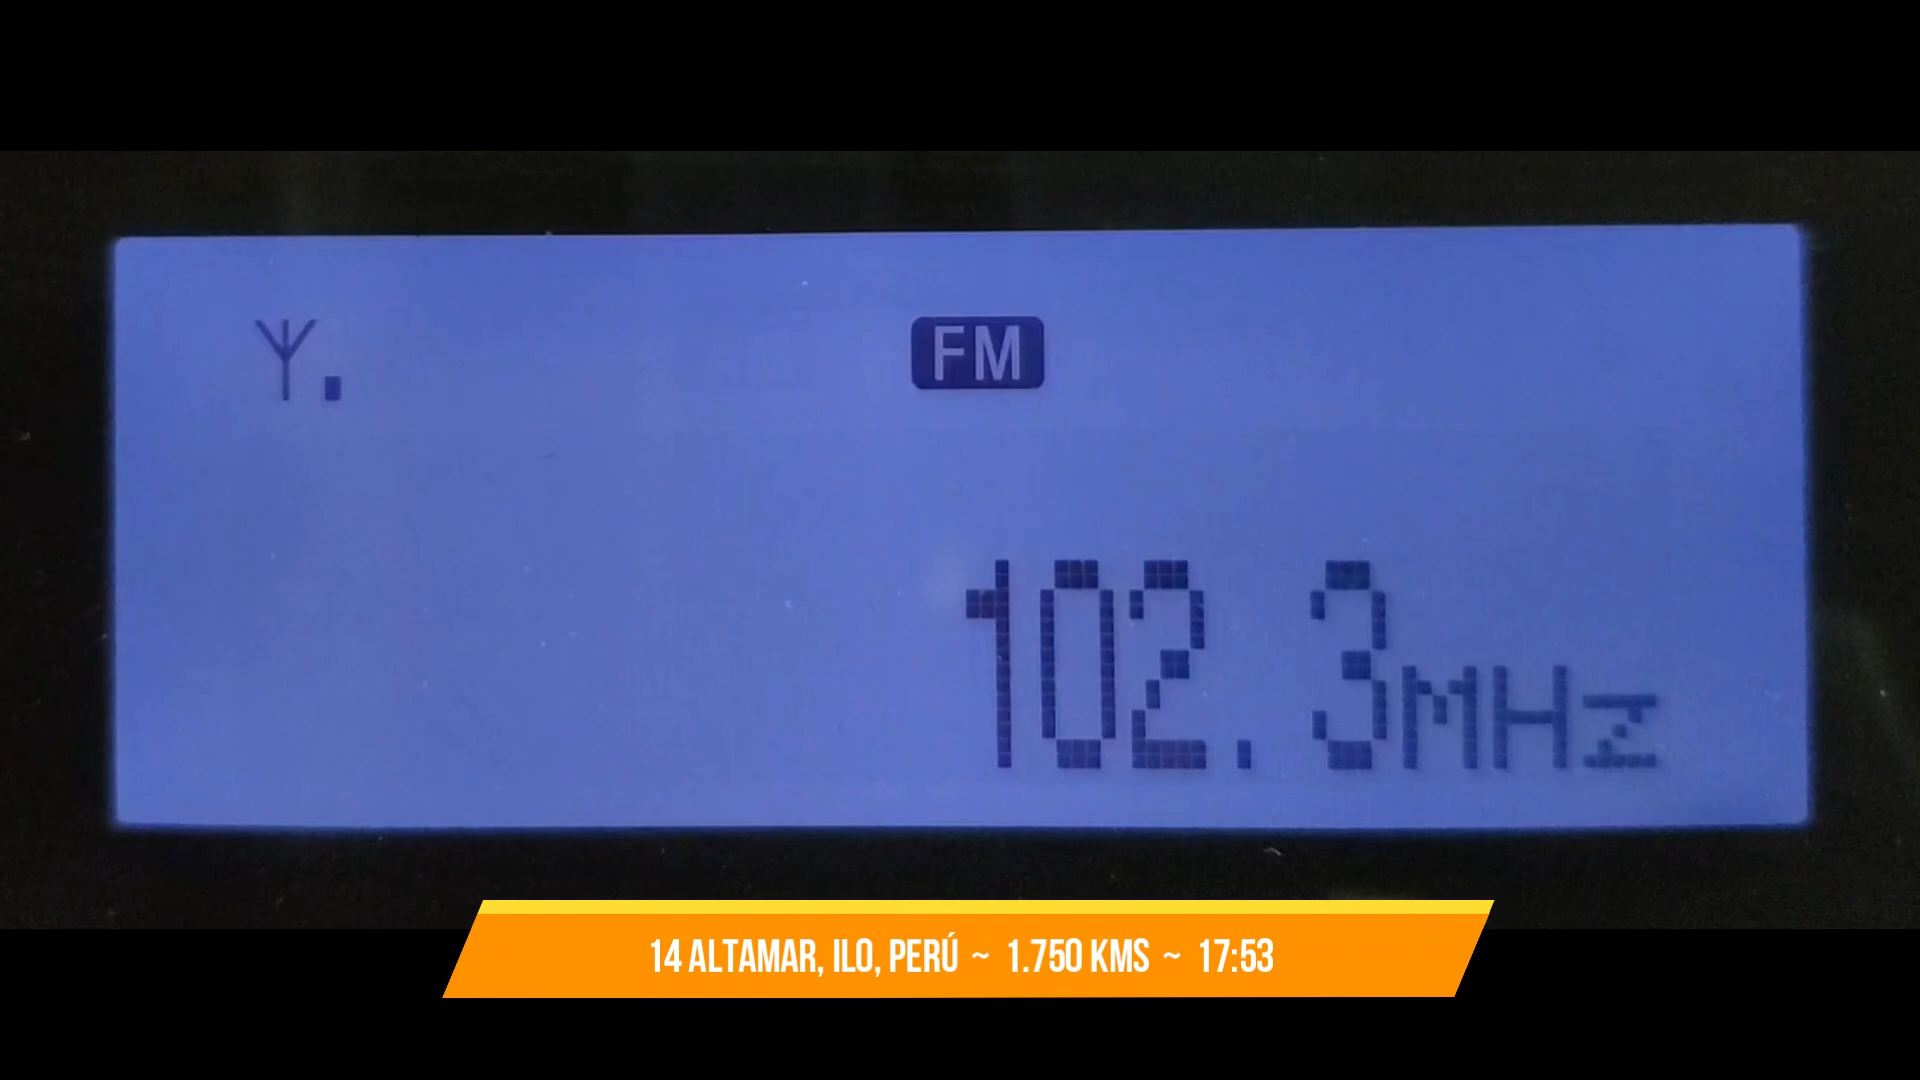 FM
102.3MHz
14 ALTAMAR, ILO, PERÚ ~ 1.750 KMS ~ 17:53